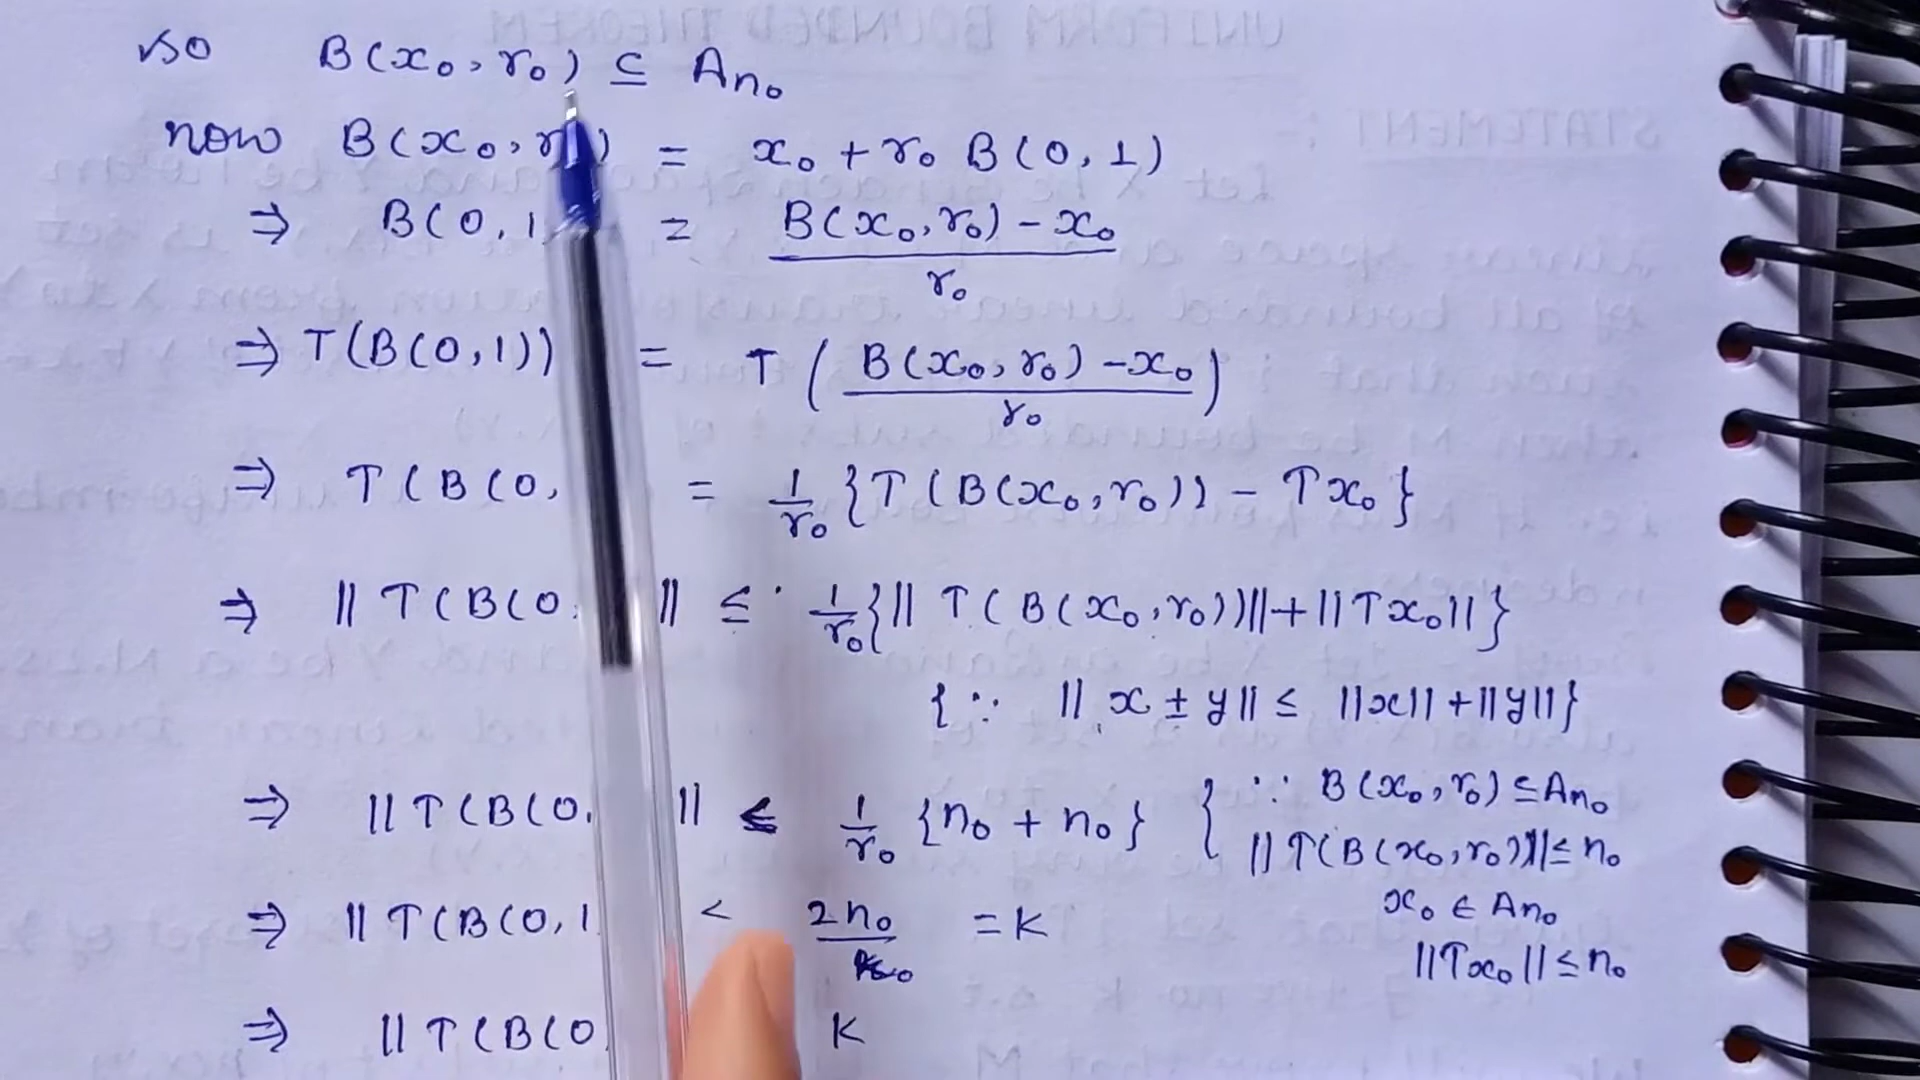 so B(x₀, r₀) ⊆ Aₙ₀
now B(x₀, r ) = x₀ + r₀ B(0, 1)
⇒ B(0, 1 = B(x₀, r₀) - x₀ / r₀
⇒ T(B(0,1)) = T ( B(x₀, r₀) - x₀ / r₀ )
⇒ T(B(0, = 1/r₀ {T(B(x₀, r₀)) - Tx₀}
⇒ || T(B(0, || ≤ 1/r₀ {|| T(B(x₀, r₀))|| + ||Tx₀||}
{∵ || x ± y|| ≤ ||x|| + ||y||}
⇒ || T(B(0, || ≤ 1/r₀ {n₀ + n₀} { ∵ B(x₀, r₀) ⊆ Aₙ₀
|| T(B(x₀, r₀))|| ≤ n₀
x₀ ∈ Aₙ₀
||Tx₀|| ≤ n₀
⇒ || T(B(0,1 < 2n₀ / ₀ = K
⇒ || T(B(0 K